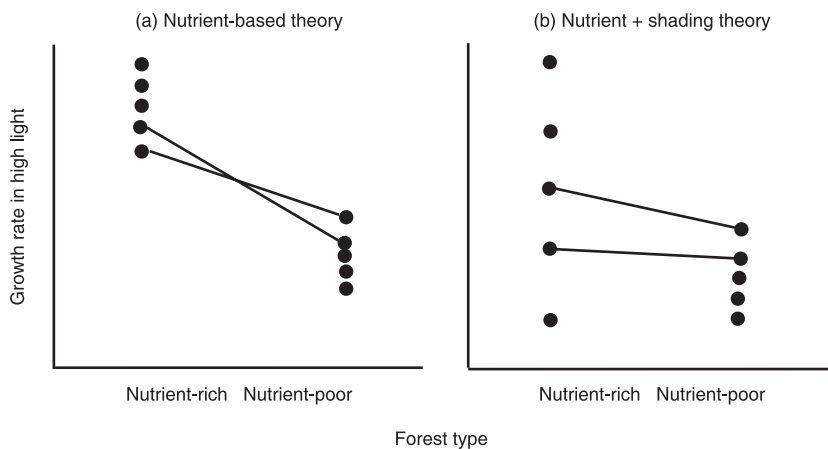 (a) Nutrient-based theory
(b) Nutrient + shading theory
Growth rate in high light
Nutrient-rich Nutrient-poor
Nutrient-rich Nutrient-poor
Forest type